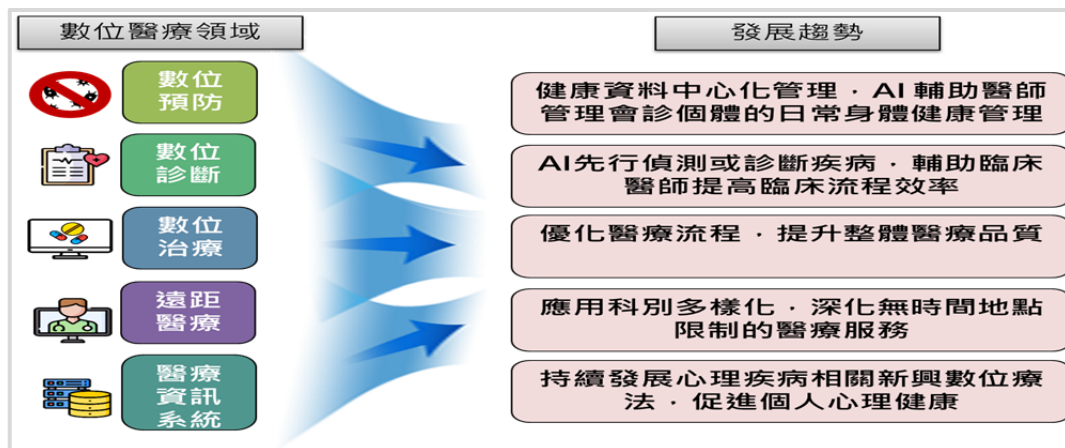 數位醫療領域
發展趨勢
數位
預防
健康資料中心化管理，AI 輔助醫師
管理會診個體的日常身體健康管理
數位
診斷
AI先行偵測或診斷疾病，輔助臨床
醫師提高臨床流程效率
數位
治療
優化醫療流程，提升整體醫療品質
遠距
醫療
應用科別多樣化，深化無時間地點
限制的醫療服務
醫療
資訊
系統
持續發展心理疾病相關新興數位療
法，促進個人心理健康